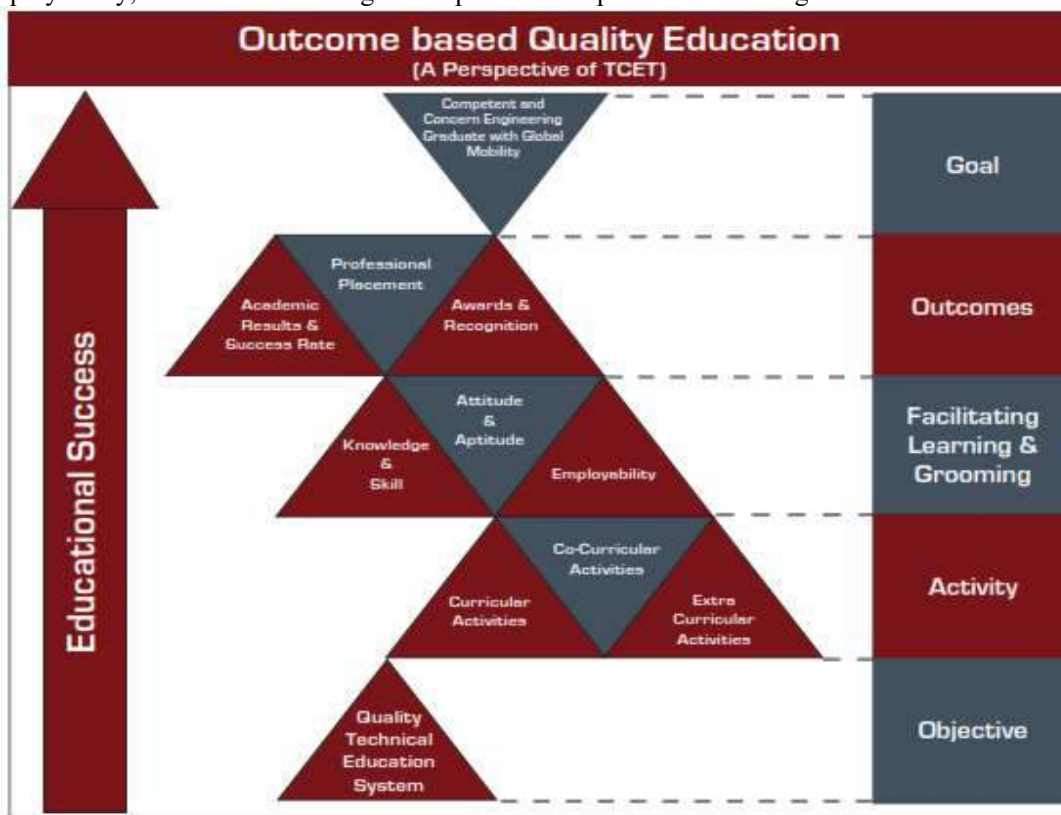 Outcome based Quality Education
(A Perspective of TCET)
Competent and
Concern Engineering
Graduate with Global
Mobility
Goal
Professional
Placement
Academic
Results &
Success Rate
Awards &
Recognition
Outcomes
Attitude
&
Aptitude
Knowledge
&
Skill
Employability
Facilitating
Learning &
Grooming
Co-Curricular
Activities
Curricular
Activities
Extra
Curricular
Activities
Activity
Quality
Technical
Education
System
Objective
Educational Success